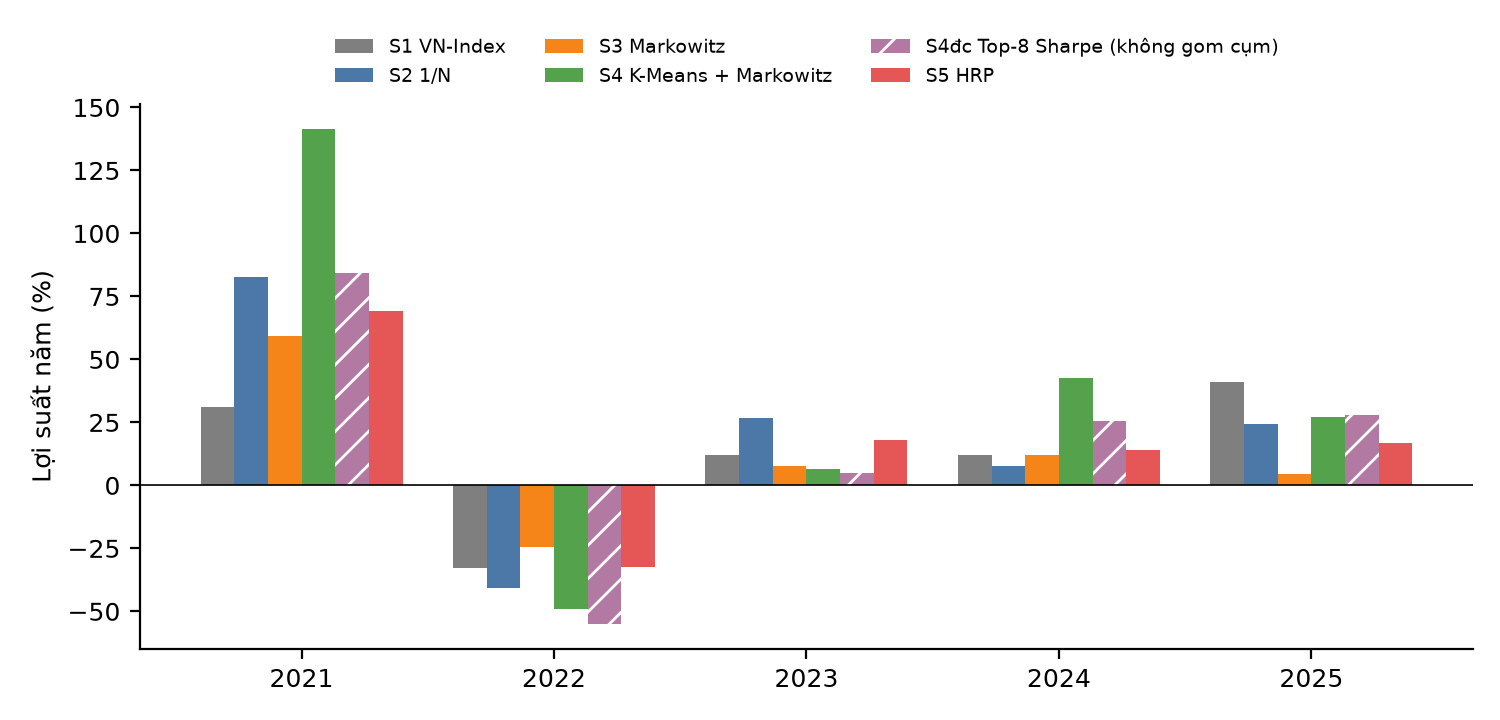 S1 VN-Index
S2 1/N
S3 Markowitz
S4 K-Means + Markowitz
S4đc Top-8 Sharpe (không gom cụm)
S5 HRP
Lợi suất năm (%)
150
125
100
75
50
25
0
−25
−50
2021 2022 2023 2024 2025